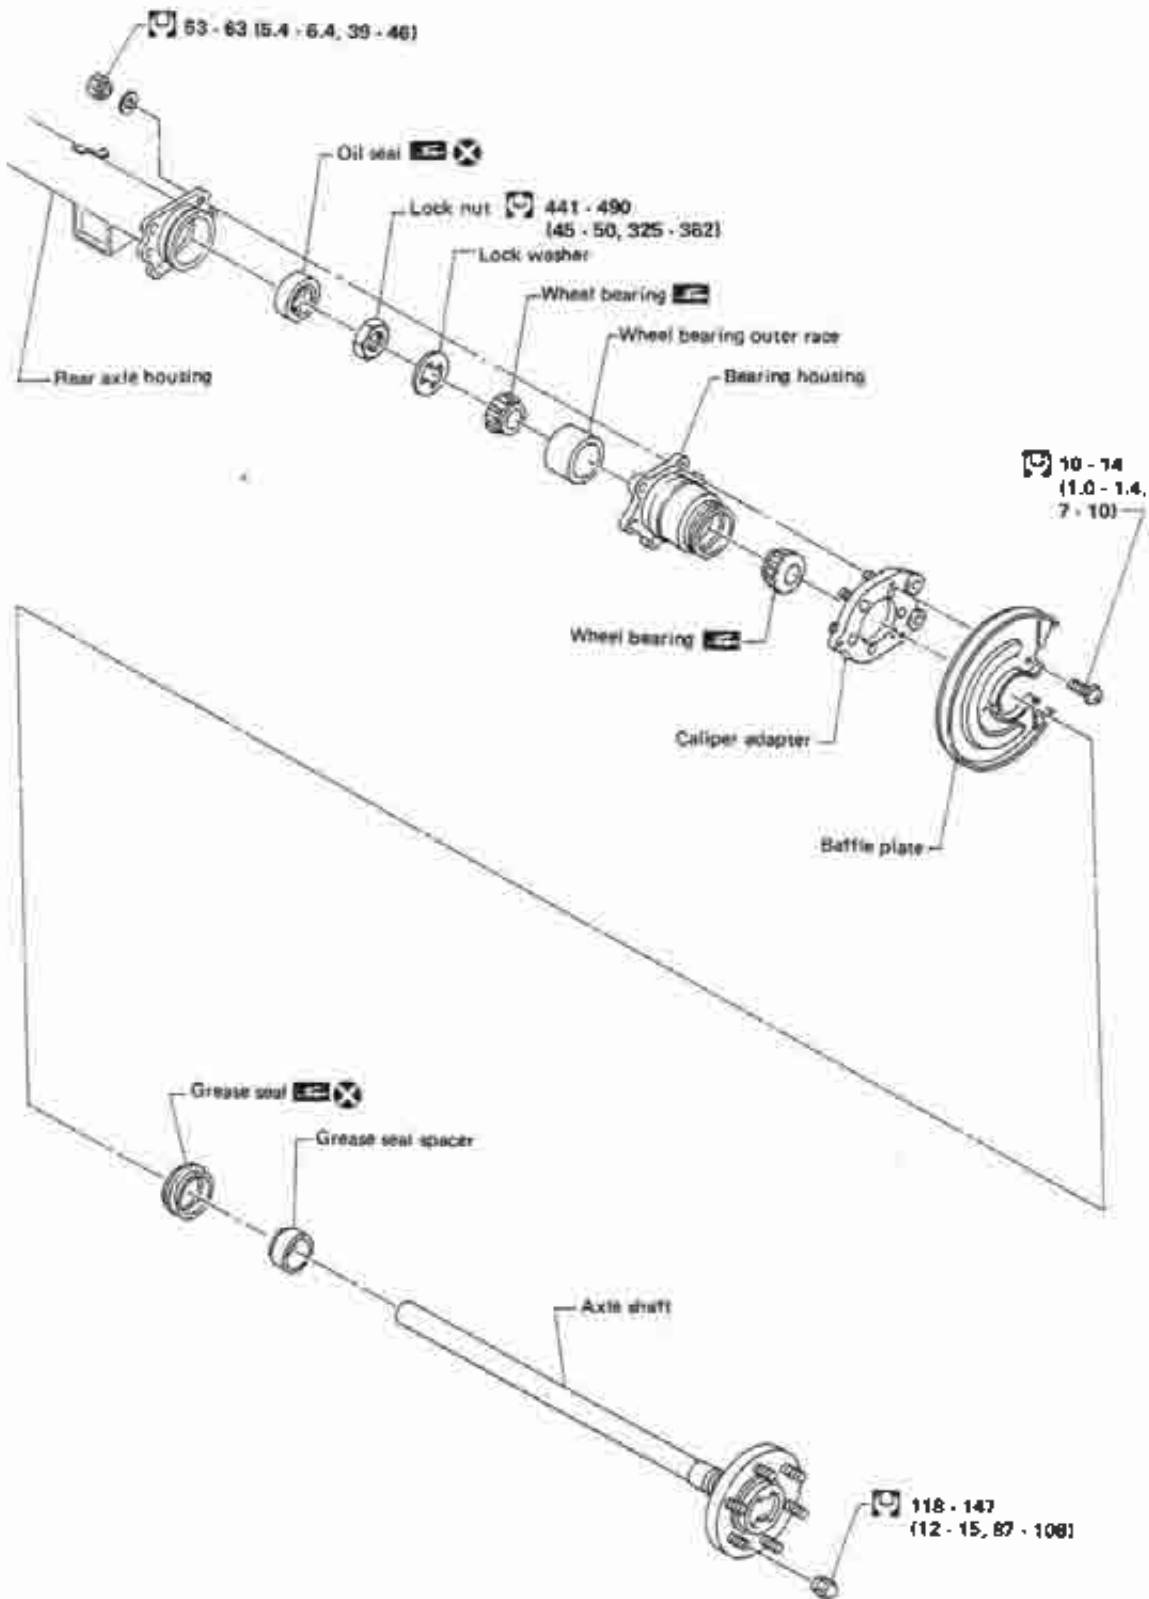 53 - 63 (5.4 - 6.4, 39 - 46)
Oil seal
Lock nut 441 - 490
(45 - 50, 325 - 362)
Lock washer
Wheel bearing
Wheel bearing outer race
Rear axle housing
Bearing housing
10 - 14
(1.0 - 1.4,
7 - 10)
Wheel bearing
Caliper adapter
Baffle plate
Grease seal
Grease seal spacer
Axle shaft
118 - 147
(12 - 15, 87 - 108)